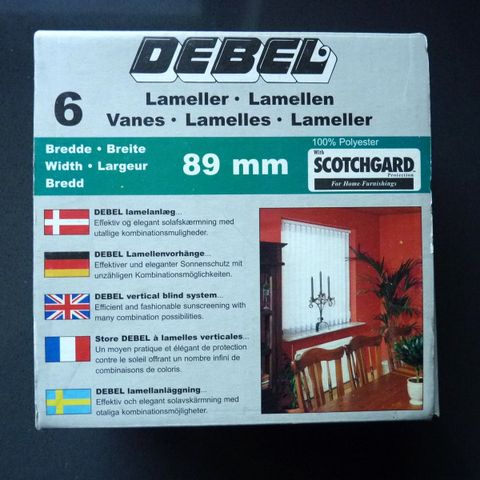 DEBEL
6
Lameller • Lamellen
Vanes • Lamelles • Lameller
Bredde • Breite
Width • Largeur
Bredd
89 mm
100% Polyester
With
SCOTCHGARD
Protection
For Home-Furnishings
DEBEL lamelanlæg...
Effektiv og elegant solafskærmning med
utallige kombinationsmuligheder.
DEBEL Lamellenvorhänge...
Effektiver und eleganter Sonnenschutz mit
unzähligen Kombinationsmöglichkeiten.
DEBEL vertical blind system...
Efficient and fashionable sunscreening with
many combination possibilities.
Store DEBEL à lamelles verticales...
Un moyen pratique et élégant de protection
contre le soleil offrant un nombre infini de
combinaisons de coloris.
DEBEL lamellanläggning...
Effektiv och elegant solavskärmning med
otaliga kombinationsmöjligheter.